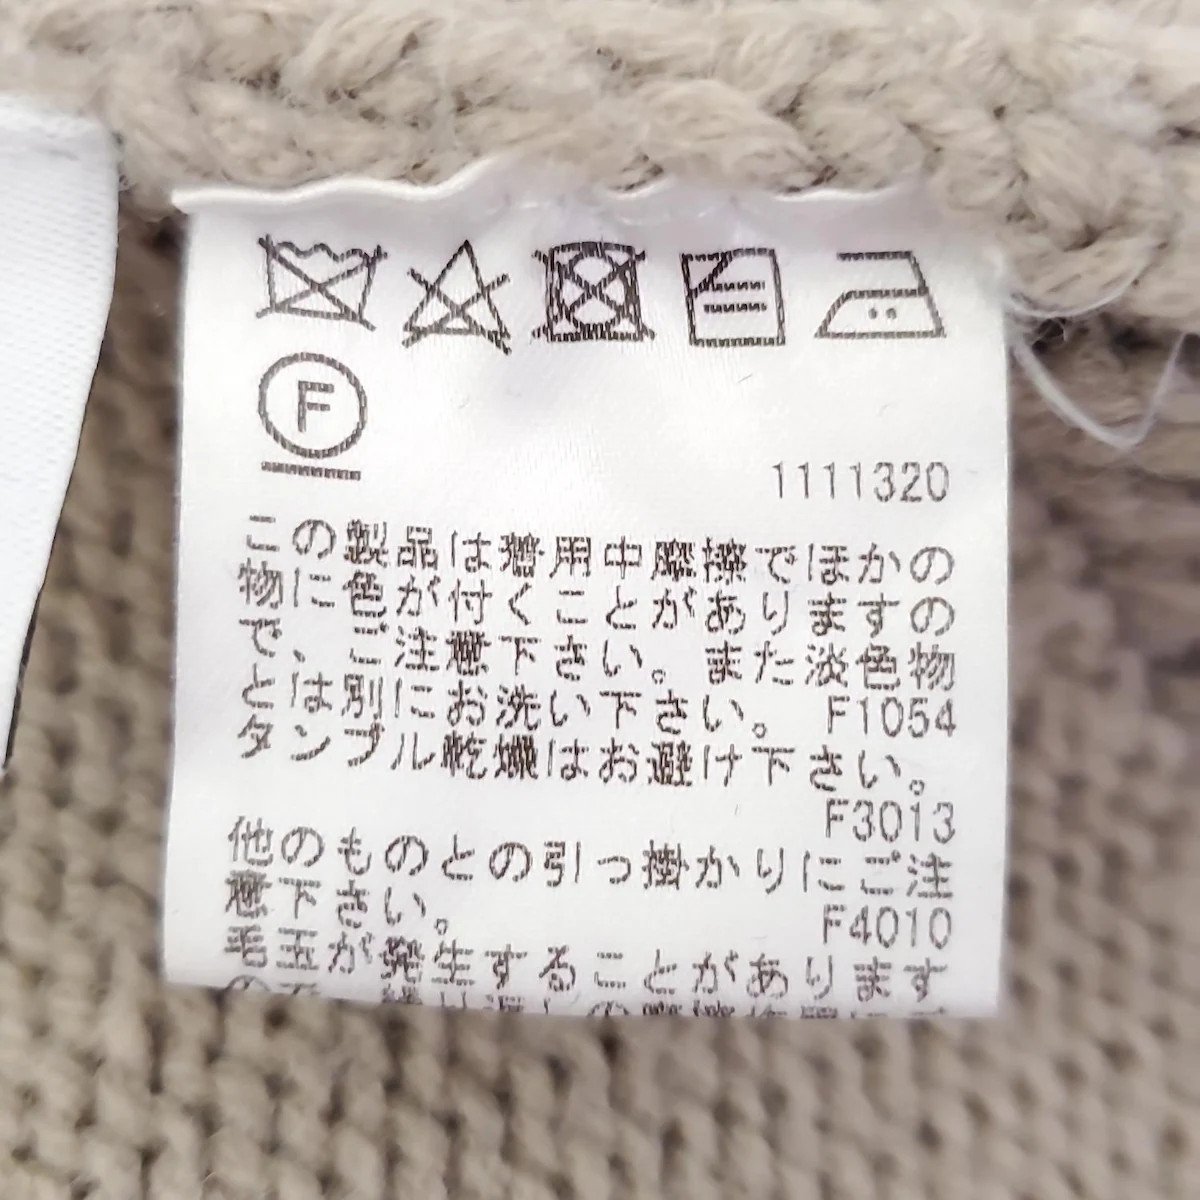 F
1111320
この製品は着用中摩擦でほかの
物に色が付くことがありますの
で、ご注意下さい。また淡色物
とは別にお洗い下さい。 F1054
タンブル乾燥はお避け下さい。
F3013
他のものとの引っ掛かりにご注
意下さい。 F4010
毛玉が発生することがあります